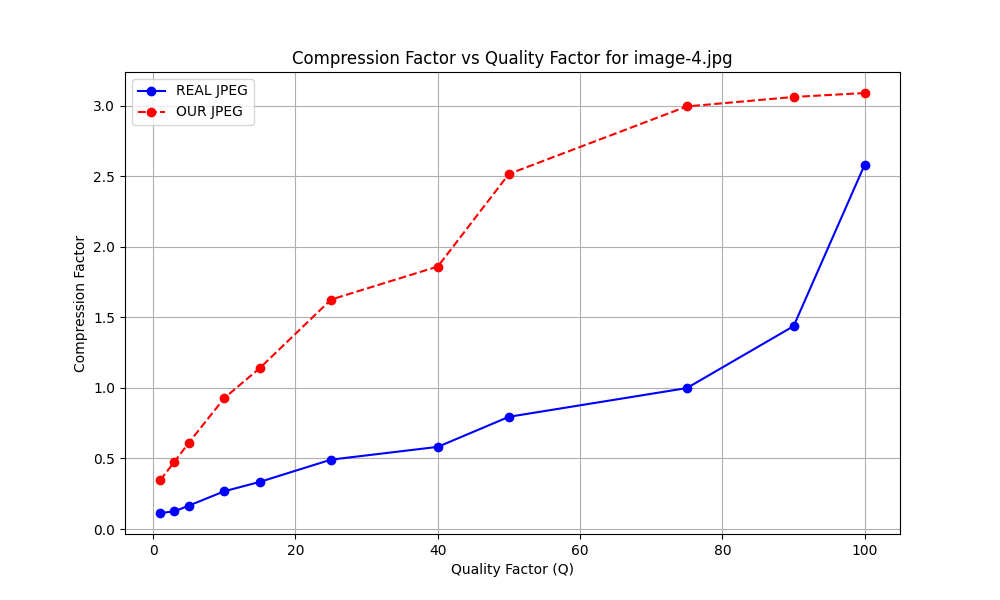 Compression Factor vs Quality Factor for image-4.jpg
REAL JPEG
OUR JPEG
Compression Factor
3.0
2.5
2.0
1.5
1.0
0.5
0.0
0 20 40 60 80 100
Quality Factor (Q)